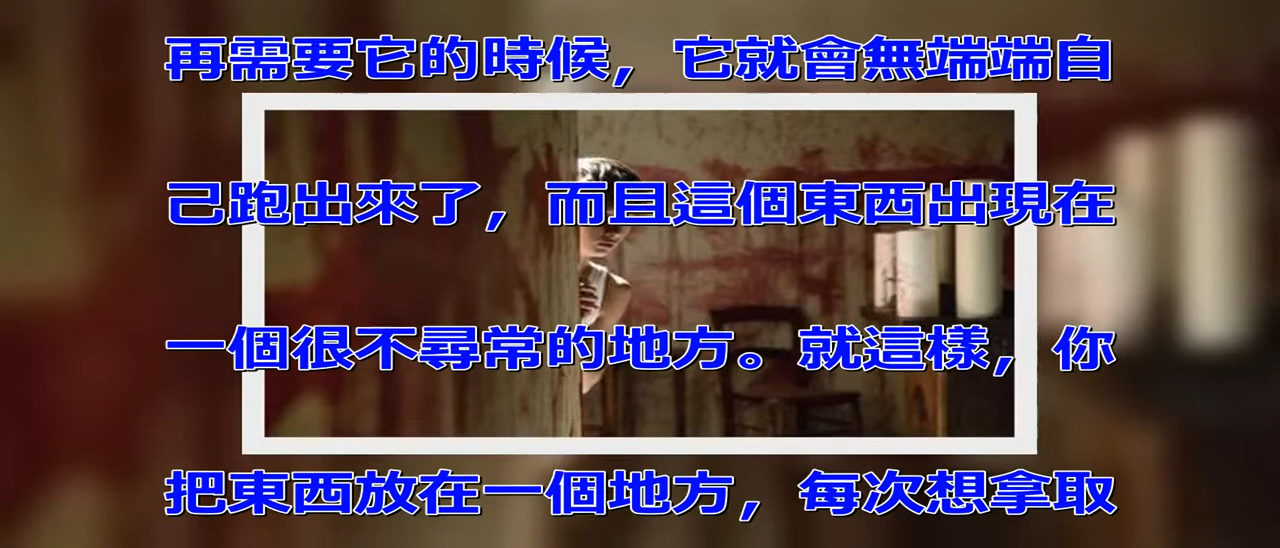 再需要它的時候，它就會無端端自
己跑出來了，而且這個東西出現在
一個很不尋常的地方。就這樣，你
把東西放在一個地方，每次想拿取